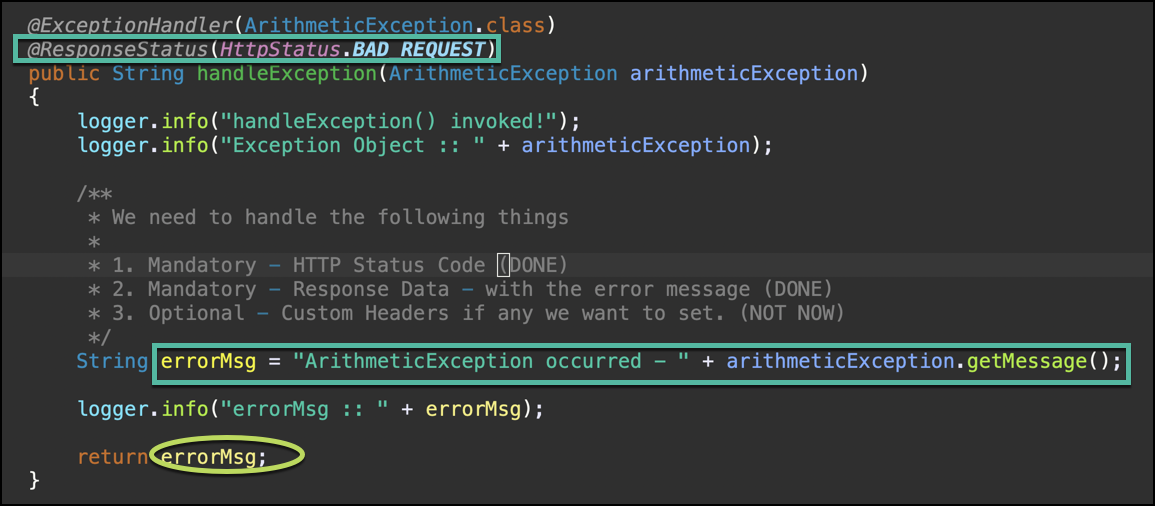 @ExceptionHandler(ArithmeticException.class)
@ResponseStatus(HttpStatus.BAD_REQUEST)
public String handleException(ArithmeticException arithmeticException)
{
logger.info("handleException() invoked!");
logger.info("Exception Object :: " + arithmeticException);
/**
* We need to handle the following things
*
* 1. Mandatory – HTTP Status Code (DONE)
* 2. Mandatory – Response Data – with the error message (DONE)
* 3. Optional – Custom Headers if any we want to set. (NOT NOW)
*/
String errorMsg = "ArithmeticException occurred – " + arithmeticException.getMessage();
logger.info("errorMsg :: " + errorMsg);
return errorMsg;
}